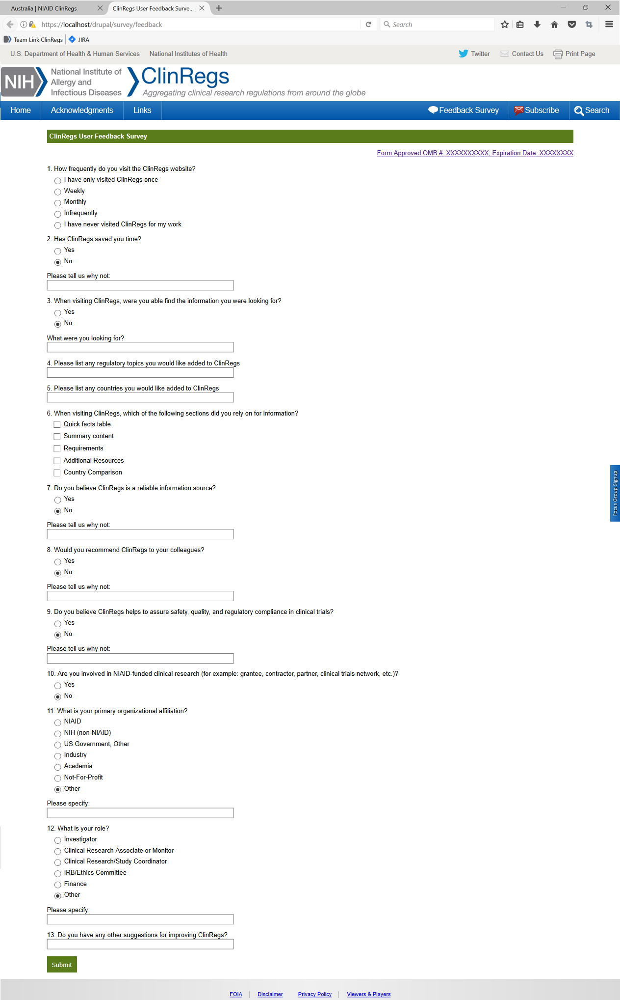 Australia | NIAID ClinRegs
ClinRegs User Feedback Surve...
https://localhost/drupal/survey/feedback
Search
Team Link ClinRegs
JIRA
U.S. Department of Health & Human Services
National Institutes of Health
Twitter
Contact Us
Print Page
NIH
National Institute of
Allergy and
Infectious Diseases
ClinRegs
Aggregating clinical research regulations from around the globe
Home
Acknowledgments
Links
Feedback Survey
Subscribe
Search
ClinRegs User Feedback Survey
Form Approved OMB #: XXXXXXXXXX; Expiration Date: XXXXXXXX
1. How frequently do you visit the ClinRegs website?
I have only visited ClinRegs once
Weekly
Monthly
Infrequently
I have never visited ClinRegs for my work
2. Has ClinRegs saved you time?
Yes
No
Please tell us why not:
3. When visiting ClinRegs, were you able find the information you were looking for?
Yes
No
What were you looking for?
4. Please list any regulatory topics you would like added to ClinRegs
5. Please list any countries you would like added to ClinRegs
6. When visiting ClinRegs, which of the following sections did you rely on for information?
Quick facts table
Summary content
Requirements
Additional Resources
Country Comparison
Focus Group Signup
7. Do you believe ClinRegs is a reliable information source?
Yes
No
Please tell us why not:
8. Would you recommend ClinRegs to your colleagues?
Yes
No
Please tell us why not:
9. Do you believe ClinRegs helps to assure safety, quality, and regulatory compliance in clinical trials?
Yes
No
Please tell us why not:
10. Are you involved in NIAID-funded clinical research (for example: grantee, contractor, partner, clinical trials network, etc.)?
Yes
No
11. What is your primary organizational affiliation?
NIAID
NIH (non-NIAID)
US Government, Other
Industry
Academia
Not-For-Profit
Other
Please specify:
12. What is your role?
Investigator
Clinical Research Associate or Monitor
Clinical Research/Study Coordinator
IRB/Ethics Committee
Finance
Other
Please specify:
13. Do you have any other suggestions for improving ClinRegs?
Submit
FOIA
Disclaimer
Privacy Policy
Viewers & Players